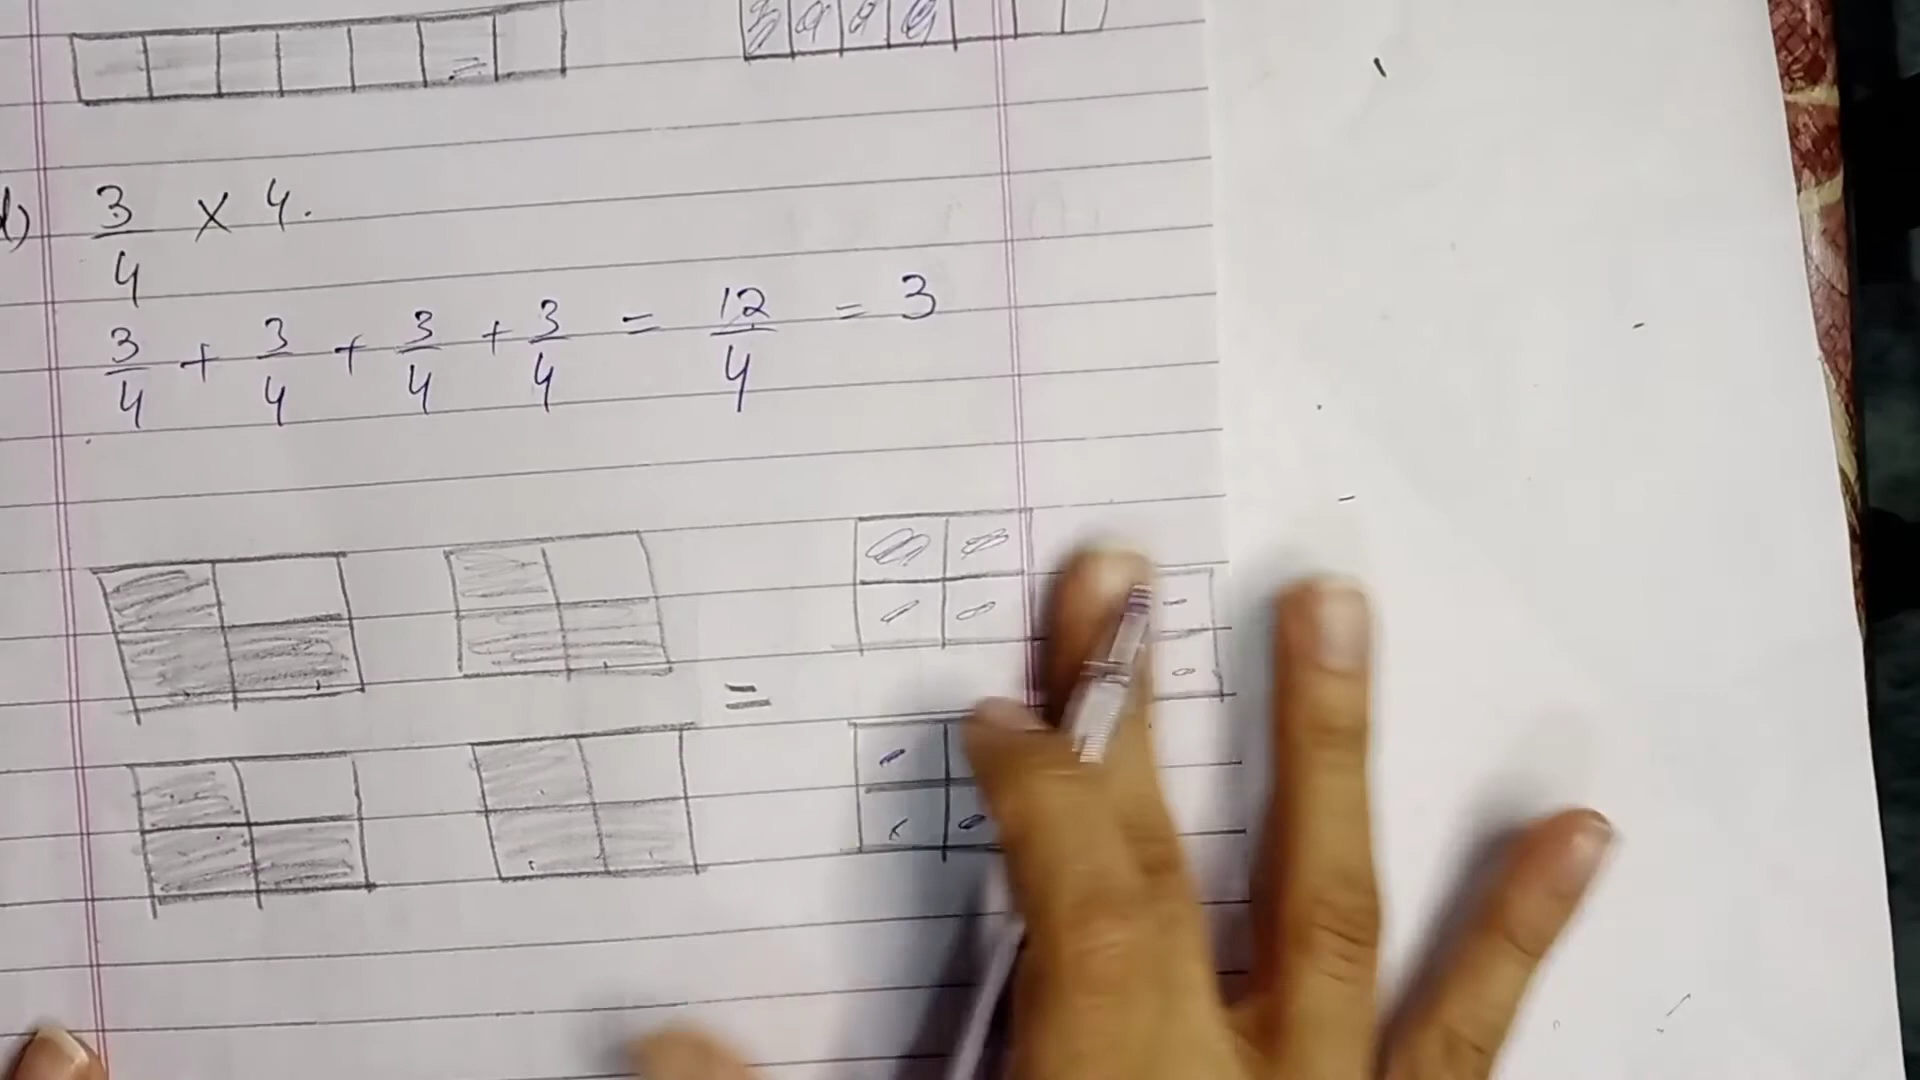 d) 3/4 × 4.
3/4 + 3/4 + 3/4 + 3/4 = 12/4 = 3
=